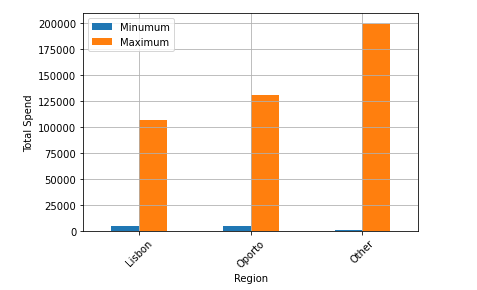 Minumum
Maximum
200000
175000
150000
125000
100000
75000
50000
25000
0
Total Spend
Lisbon
Oporto
Other
Region